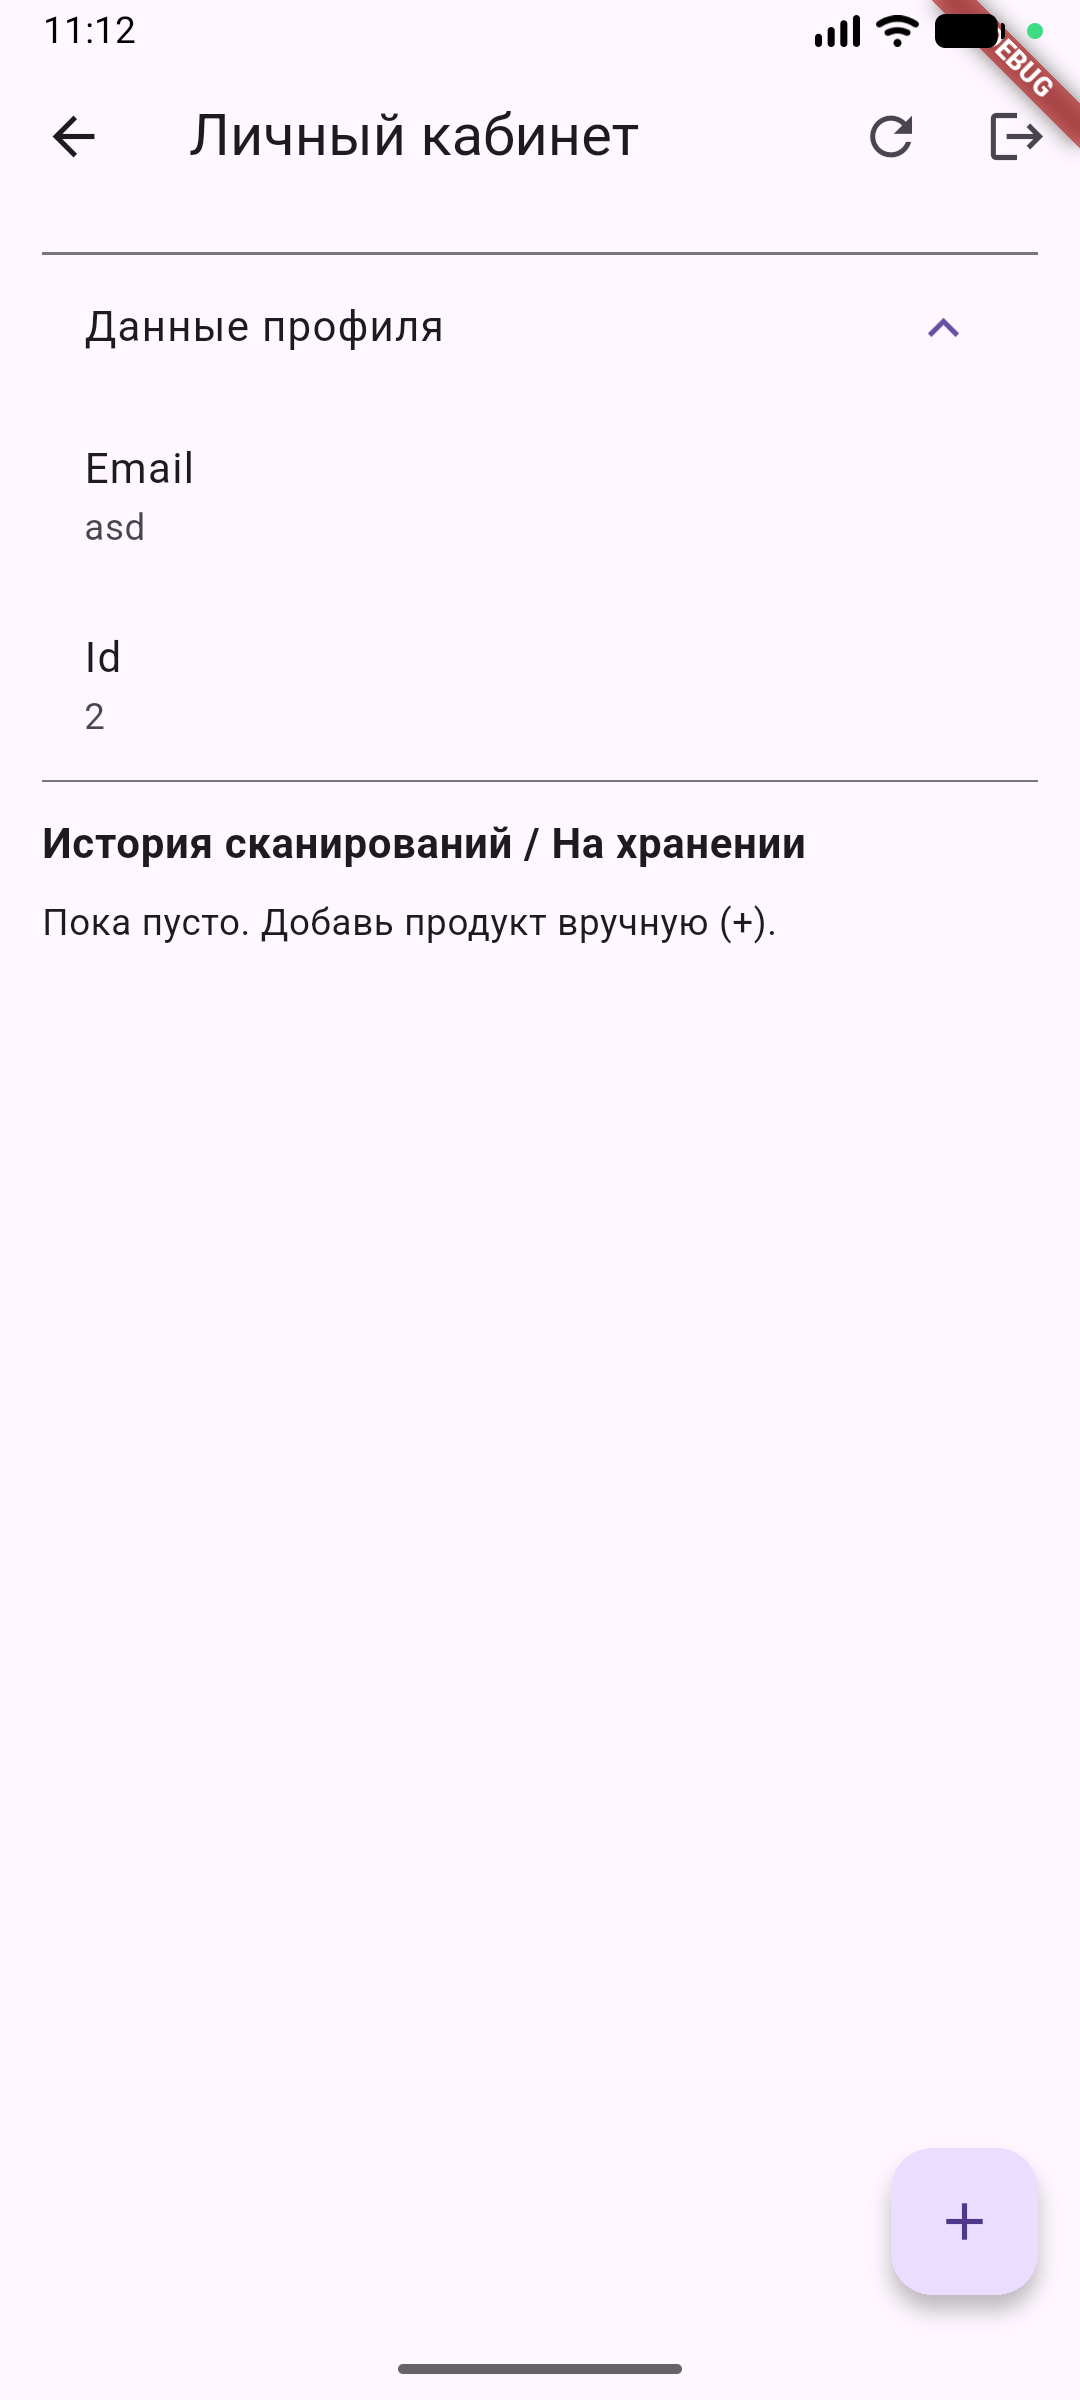 11:12
EBUG
Личный кабинет
Данные профиля
Email
asd
Id
2
История сканирований / На хранении
Пока пусто. Добавь продукт вручную (+).